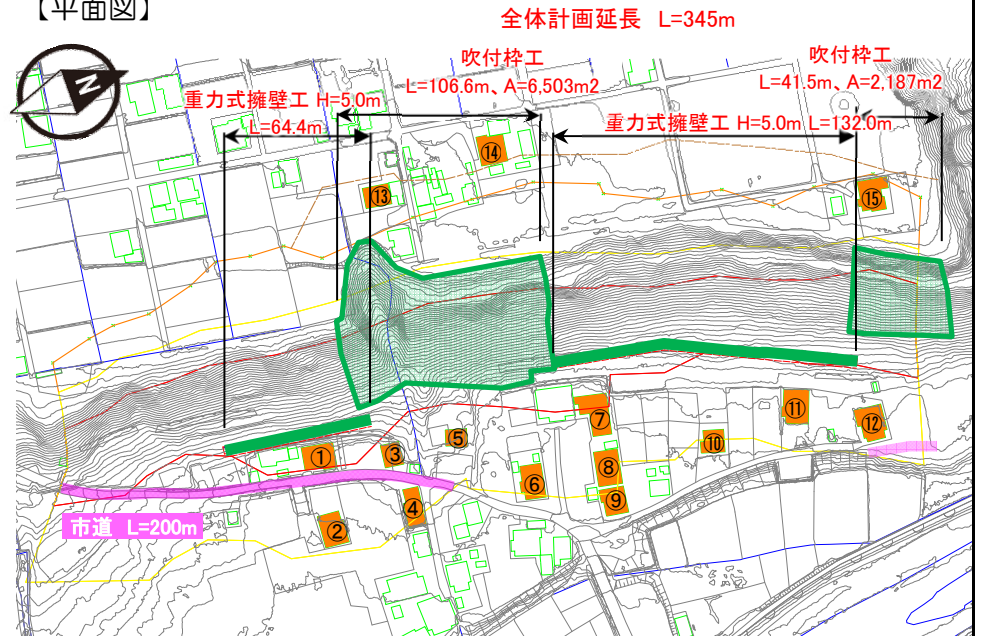 【平面図】
全体計画延長 L=345m
吹付枠工
L=106.6m、A=6,503m2
吹付枠工
L=41.5m、A=2,187m2
重力式擁壁工 H=5.0m
L=64.4m
重力式擁壁工 H=5.0m L=132.0m
N
⑭
⑬
⑮
⑦
⑪
⑫
⑤
⑩
①
③
⑧
⑥
⑨
④
②
市道 L=200m